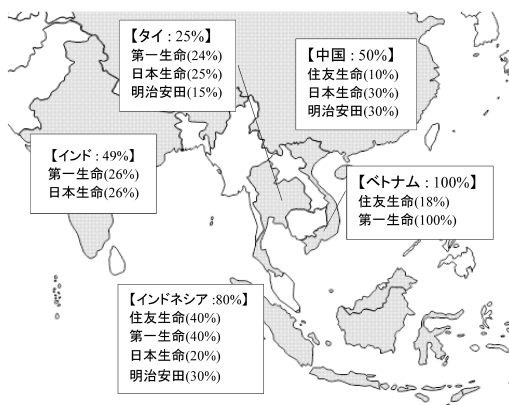 【タイ：25%】
第一生命(24%)
日本生命(25%)
明治安田(15%)
【中国：50%】
住友生命(10%)
日本生命(30%)
明治安田(30%)
【インド：49%】
第一生命(26%)
日本生命(26%)
【ベトナム：100%】
住友生命(18%)
第一生命(100%)
【インドネシア:80%】
住友生命(40%)
第一生命(40%)
日本生命(20%)
明治安田(30%)